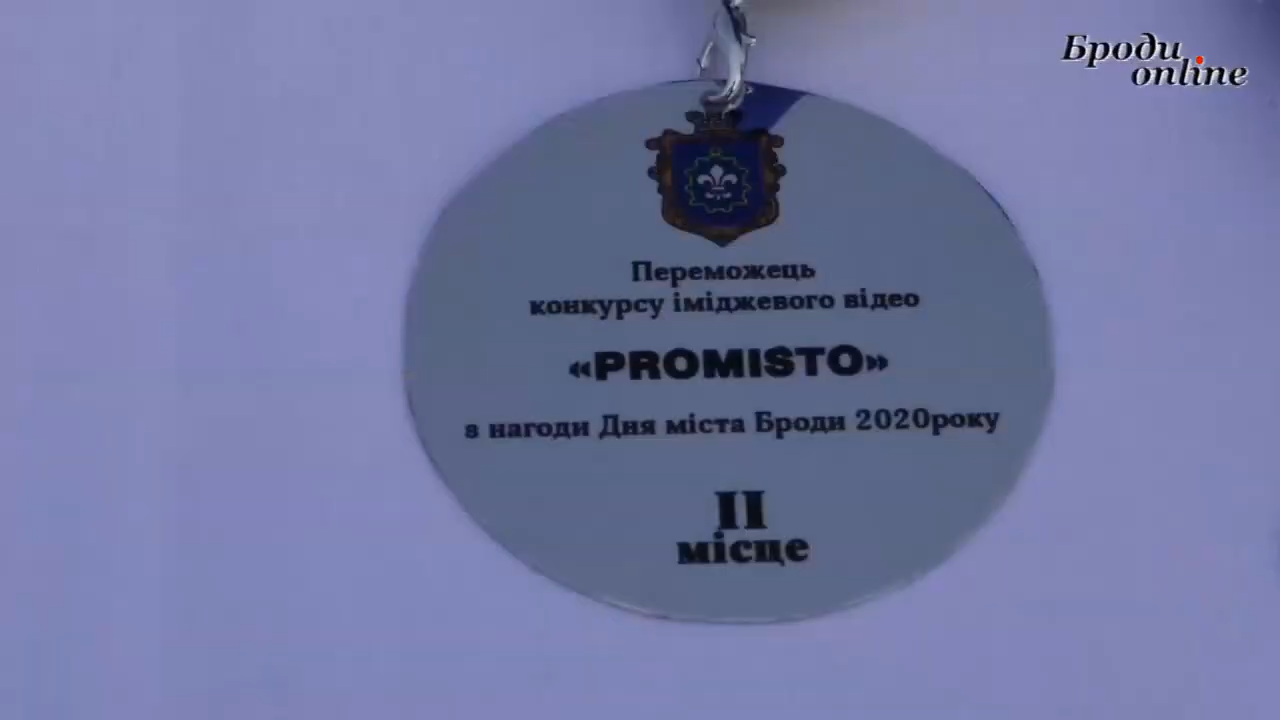 Броди
online
Переможець
конкурсу іміджевого відео
«PROMISTO»
з нагоди Дня міста Броди 2020року
II
місце